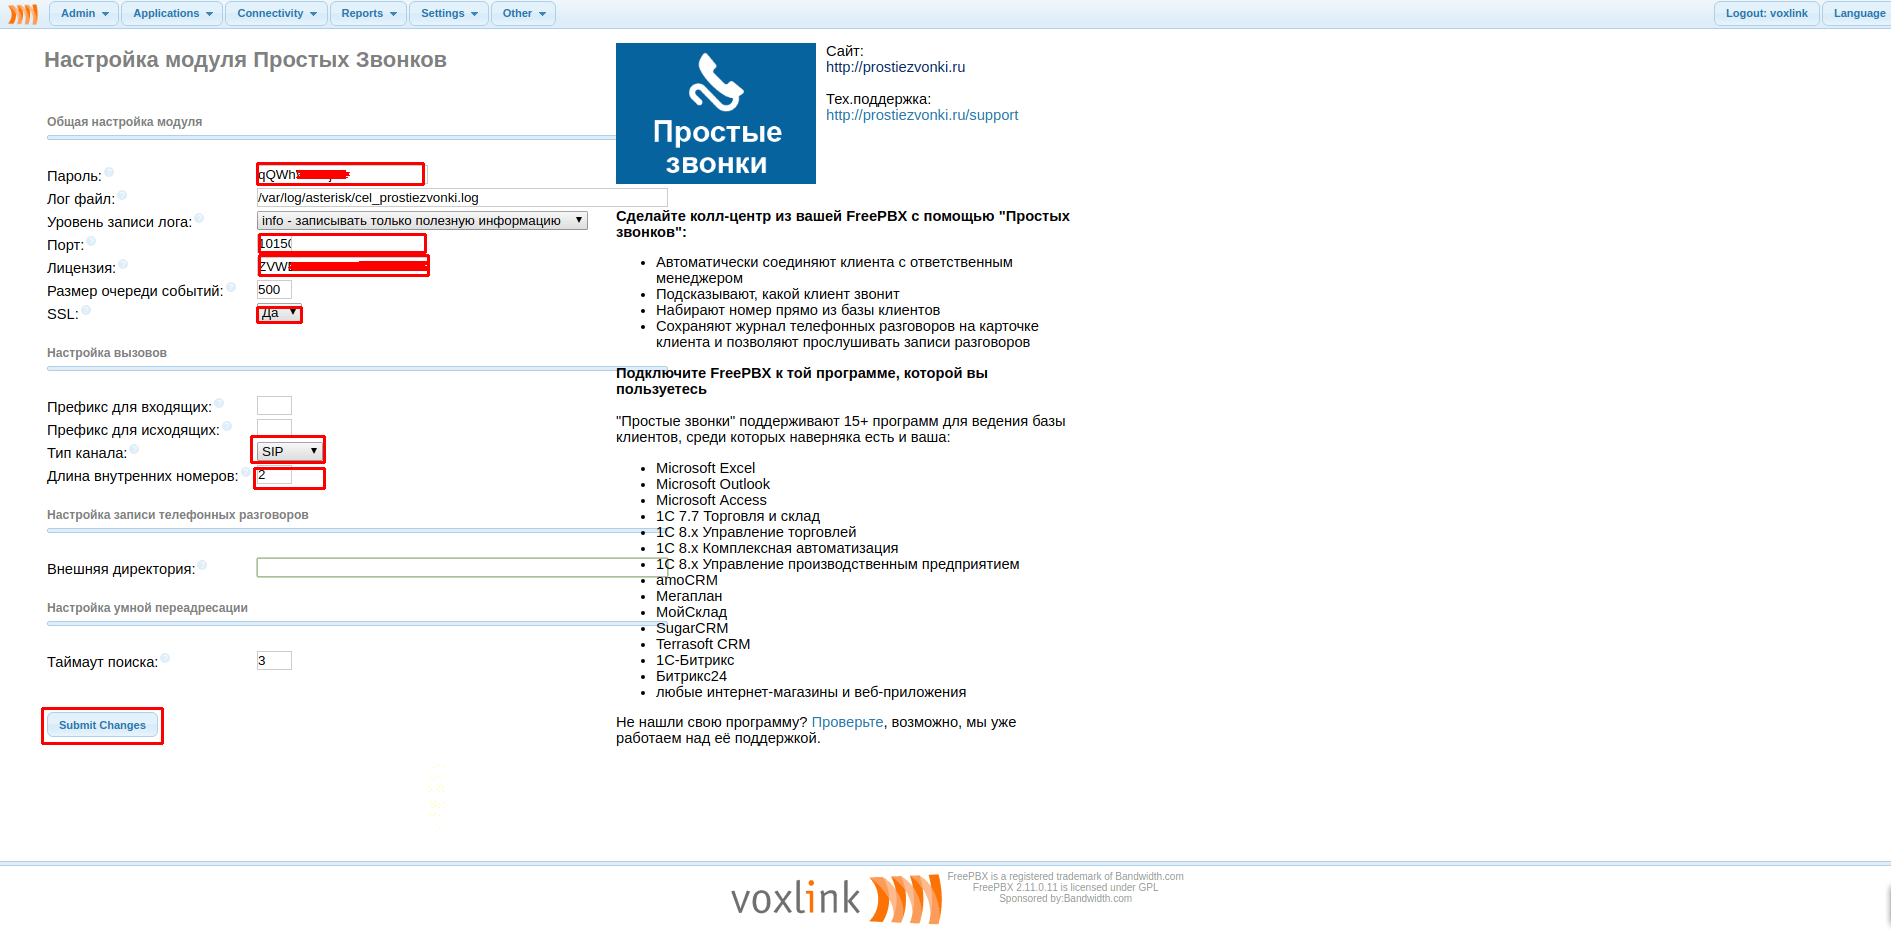 Admin Applications Connectivity Reports Settings Other Logout: voxlink Language
Настройка модуля Простых Звонков
Общая настройка модуля
Пароль:
Лог файл: /var/log/asterisk/cel_prostiezvonki.log
Уровень записи лога: info - записывать только полезную информацию
Порт: 10150
Лицензия:
Размер очереди событий: 500
SSL: Да
Настройка вызовов
Префикс для входящих:
Префикс для исходящих:
Тип канала: SIP
Длина внутренних номеров: 2
Настройка записи телефонных разговоров
Внешняя директория:
Настройка умной переадресации
Таймаут поиска: 3
Submit Changes
Простые
звонки
Сайт:
http://prostiezvonki.ru
Тех.поддержка:
http://prostiezvonki.ru/support
Сделайте колл-центр из вашей FreePBX с помощью "Простых
звонков":
Автоматически соединяют клиента с ответственным
менеджером
Подсказывают, какой клиент звонит
Набирают номер прямо из базы клиентов
Сохраняют журнал телефонных разговоров на карточке
клиента и позволяют прослушивать записи разговоров
Подключите FreePBX к той программе, которой вы
пользуетесь
"Простые звонки" поддерживают 15+ программ для ведения базы
клиентов, среди которых наверняка есть и ваша:
Microsoft Excel
Microsoft Outlook
Microsoft Access
1С 7.7 Торговля и склад
1С 8.x Управление торговлей
1С 8.x Комплексная автоматизация
1С 8.x Управление производственным предприятием
amoCRM
Мегаплан
МойСклад
SugarCRM
Terrasoft CRM
1С-Битрикс
Битрикс24
любые интернет-магазины и веб-приложения
Не нашли свою программу? Проверьте, возможно, мы уже
работаем над её поддержкой.
voxlink
FreePBX is a registered trademark of Bandwidth.com
FreePBX 2.11.0.11 is licensed under GPL
Sponsored by:Bandwidth.com